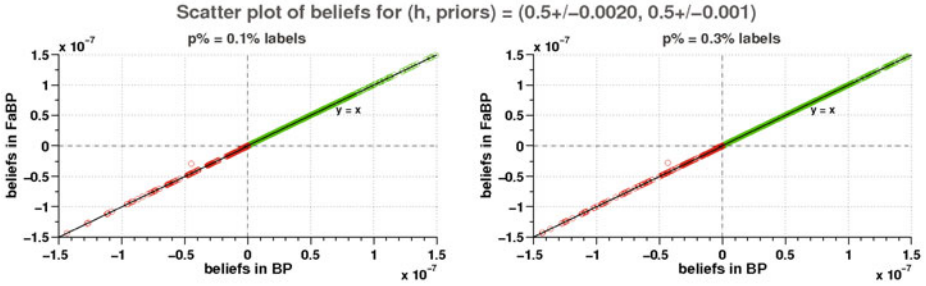 Scatter plot of beliefs for (h, priors) = (0.5+/-0.0020, 0.5+/-0.001)
p% = 0.1% labels
x 10⁻⁷
1.5
1
0.5
0
−0.5
−1
−1.5
beliefs in FaBP
y = x
−1.5 −1 −0.5 0 0.5 1 1.5
beliefs in BP
x 10⁻⁷
p% = 0.3% labels
x 10⁻⁷
1.5
1
0.5
0
−0.5
−1
−1.5
beliefs in FaBP
y = x
−1.5 −1 −0.5 0 0.5 1 1.5
beliefs in BP
x 10⁻⁷